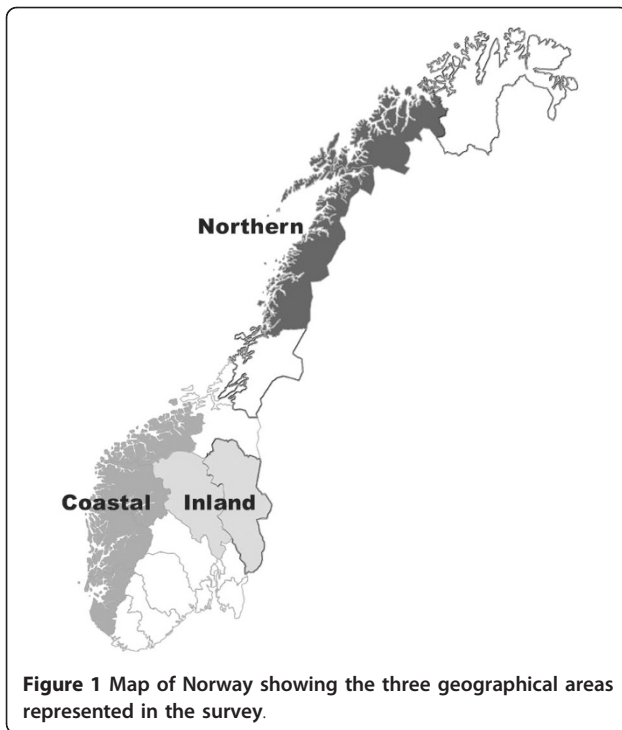 Northern
Coastal Inland
Figure 1 Map of Norway showing the three geographical areas
represented in the survey.